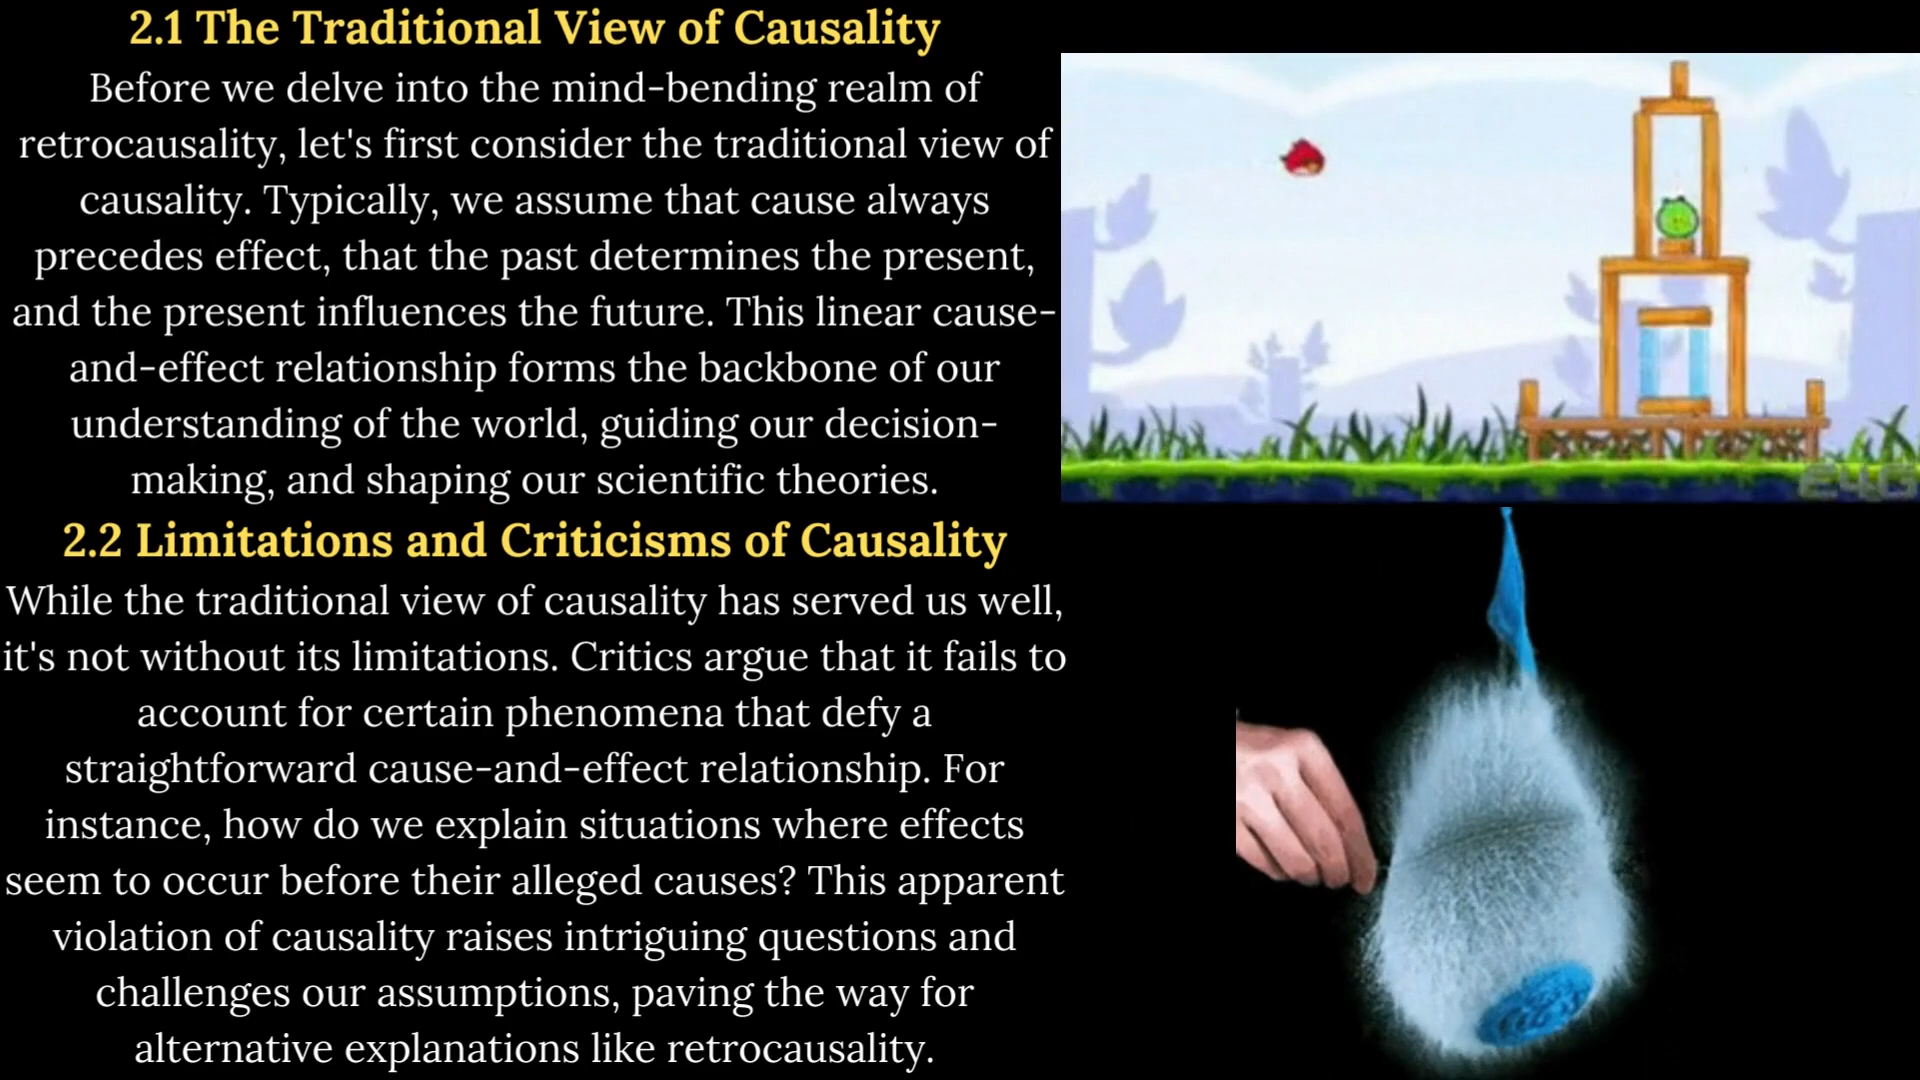 2.1 The Traditional View of Causality
Before we delve into the mind-bending realm of
retrocausality, let's first consider the traditional view of
causality. Typically, we assume that cause always
precedes effect, that the past determines the present,
and the present influences the future. This linear cause-
and-effect relationship forms the backbone of our
understanding of the world, guiding our decision-
making, and shaping our scientific theories.
2.2 Limitations and Criticisms of Causality
While the traditional view of causality has served us well,
it's not without its limitations. Critics argue that it fails to
account for certain phenomena that defy a
straightforward cause-and-effect relationship. For
instance, how do we explain situations where effects
seem to occur before their alleged causes? This apparent
violation of causality raises intriguing questions and
challenges our assumptions, paving the way for
alternative explanations like retrocausality.